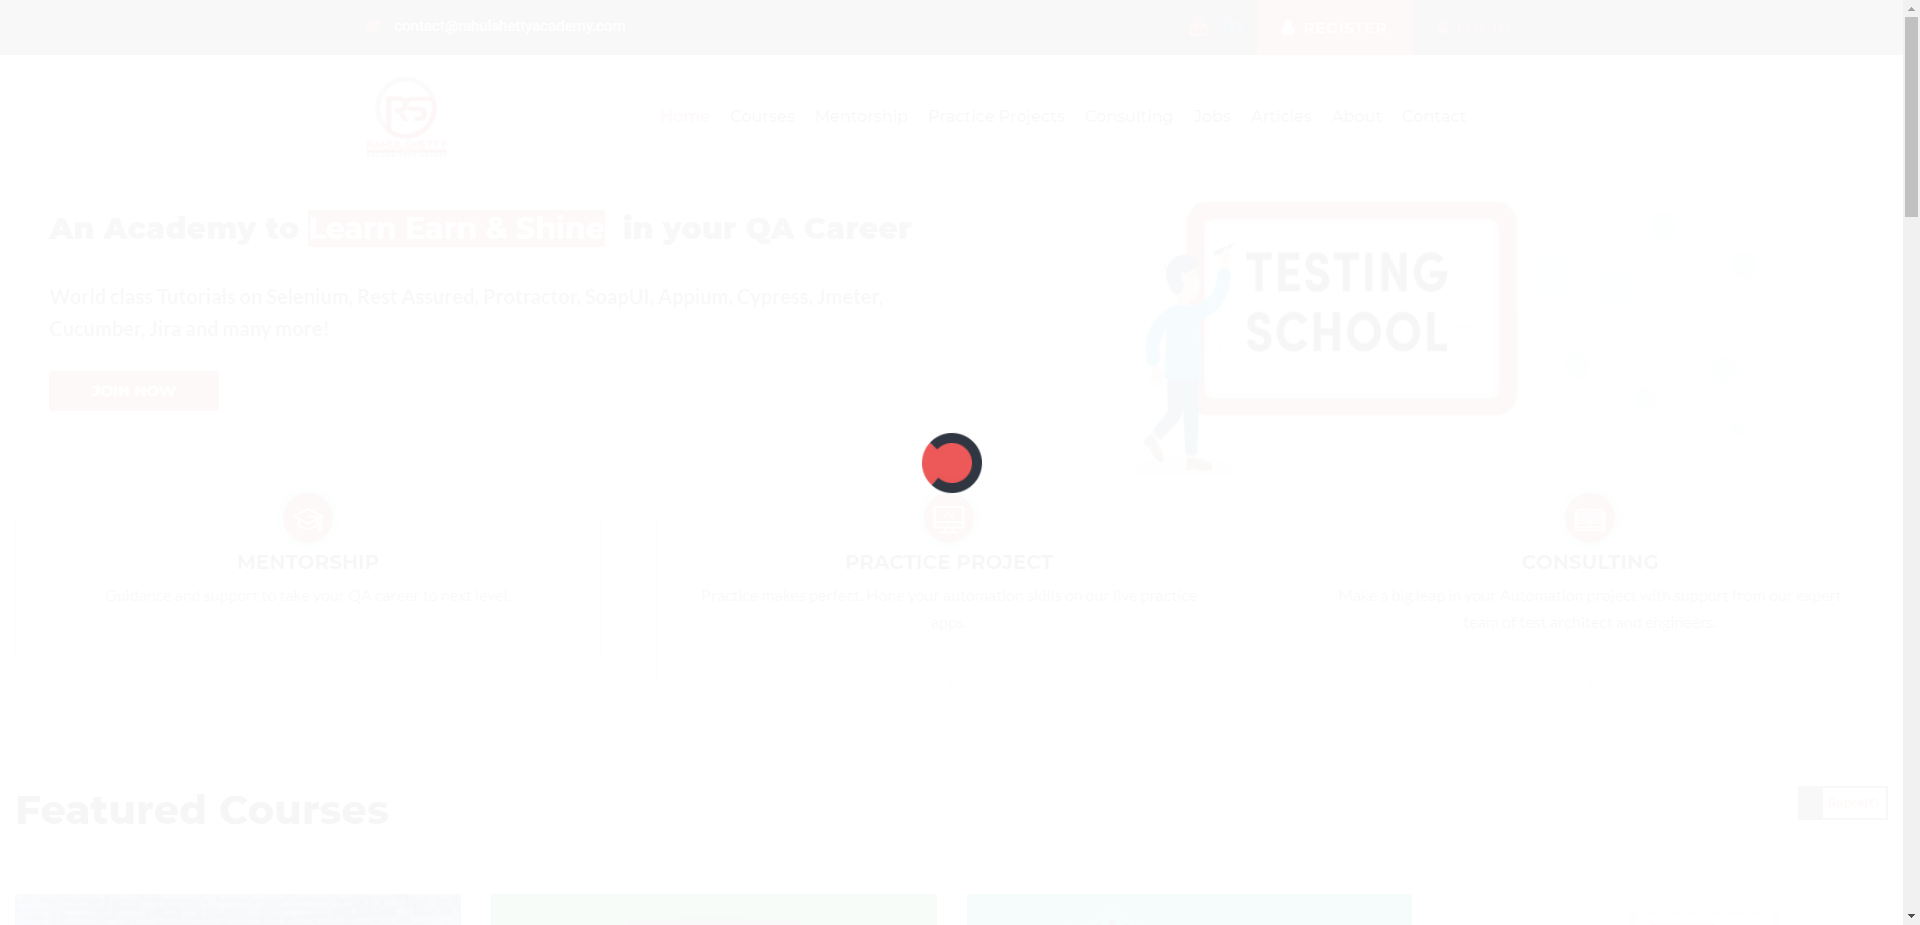 contact@rahulshettyacademy.com
REGISTER
RS
Home Courses Mentorship Practice Projects Consulting Jobs Articles About Contact
An Academy to Learn Earn & Shine in your QA Career
World class Tutorials on Selenium, Rest Assured, Protractor, SoapUI, Appium, Cypress, Jmeter,
Cucumber, Jira and many more!
JOIN NOW
TESTING
SCHOOL
MENTORSHIP
Guidance and support to take your QA career to next level.
PRACTICE PROJECT
Practice makes perfect. Hone your automation skills on our live practice
apps.
CONSULTING
Make a big leap in your Automation project with support from our expert
team of test architect and engineers
Featured Courses